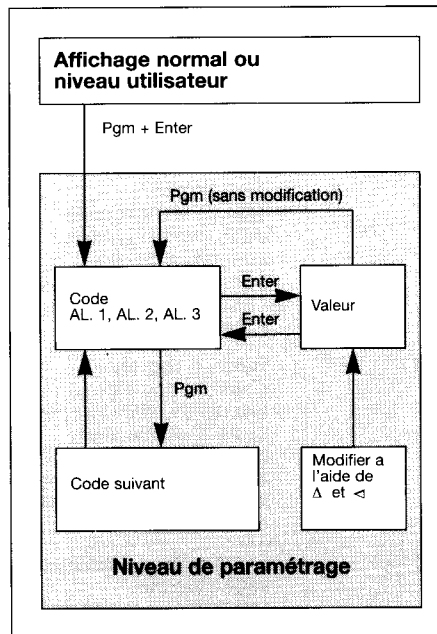 Affichage normal ou
niveau utilisateur
Pgm + Enter
Pgm (sans modification)
Code
AL. 1, AL. 2, AL. 3
Enter
Enter
Valeur
Pgm
Code suivant
Modifier a
l'aide de
Δ et ⊲
Niveau de paramétrage